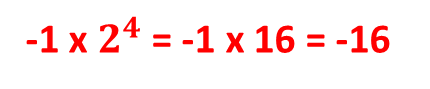 -1 x 2⁴ = -1 x 16 = -16